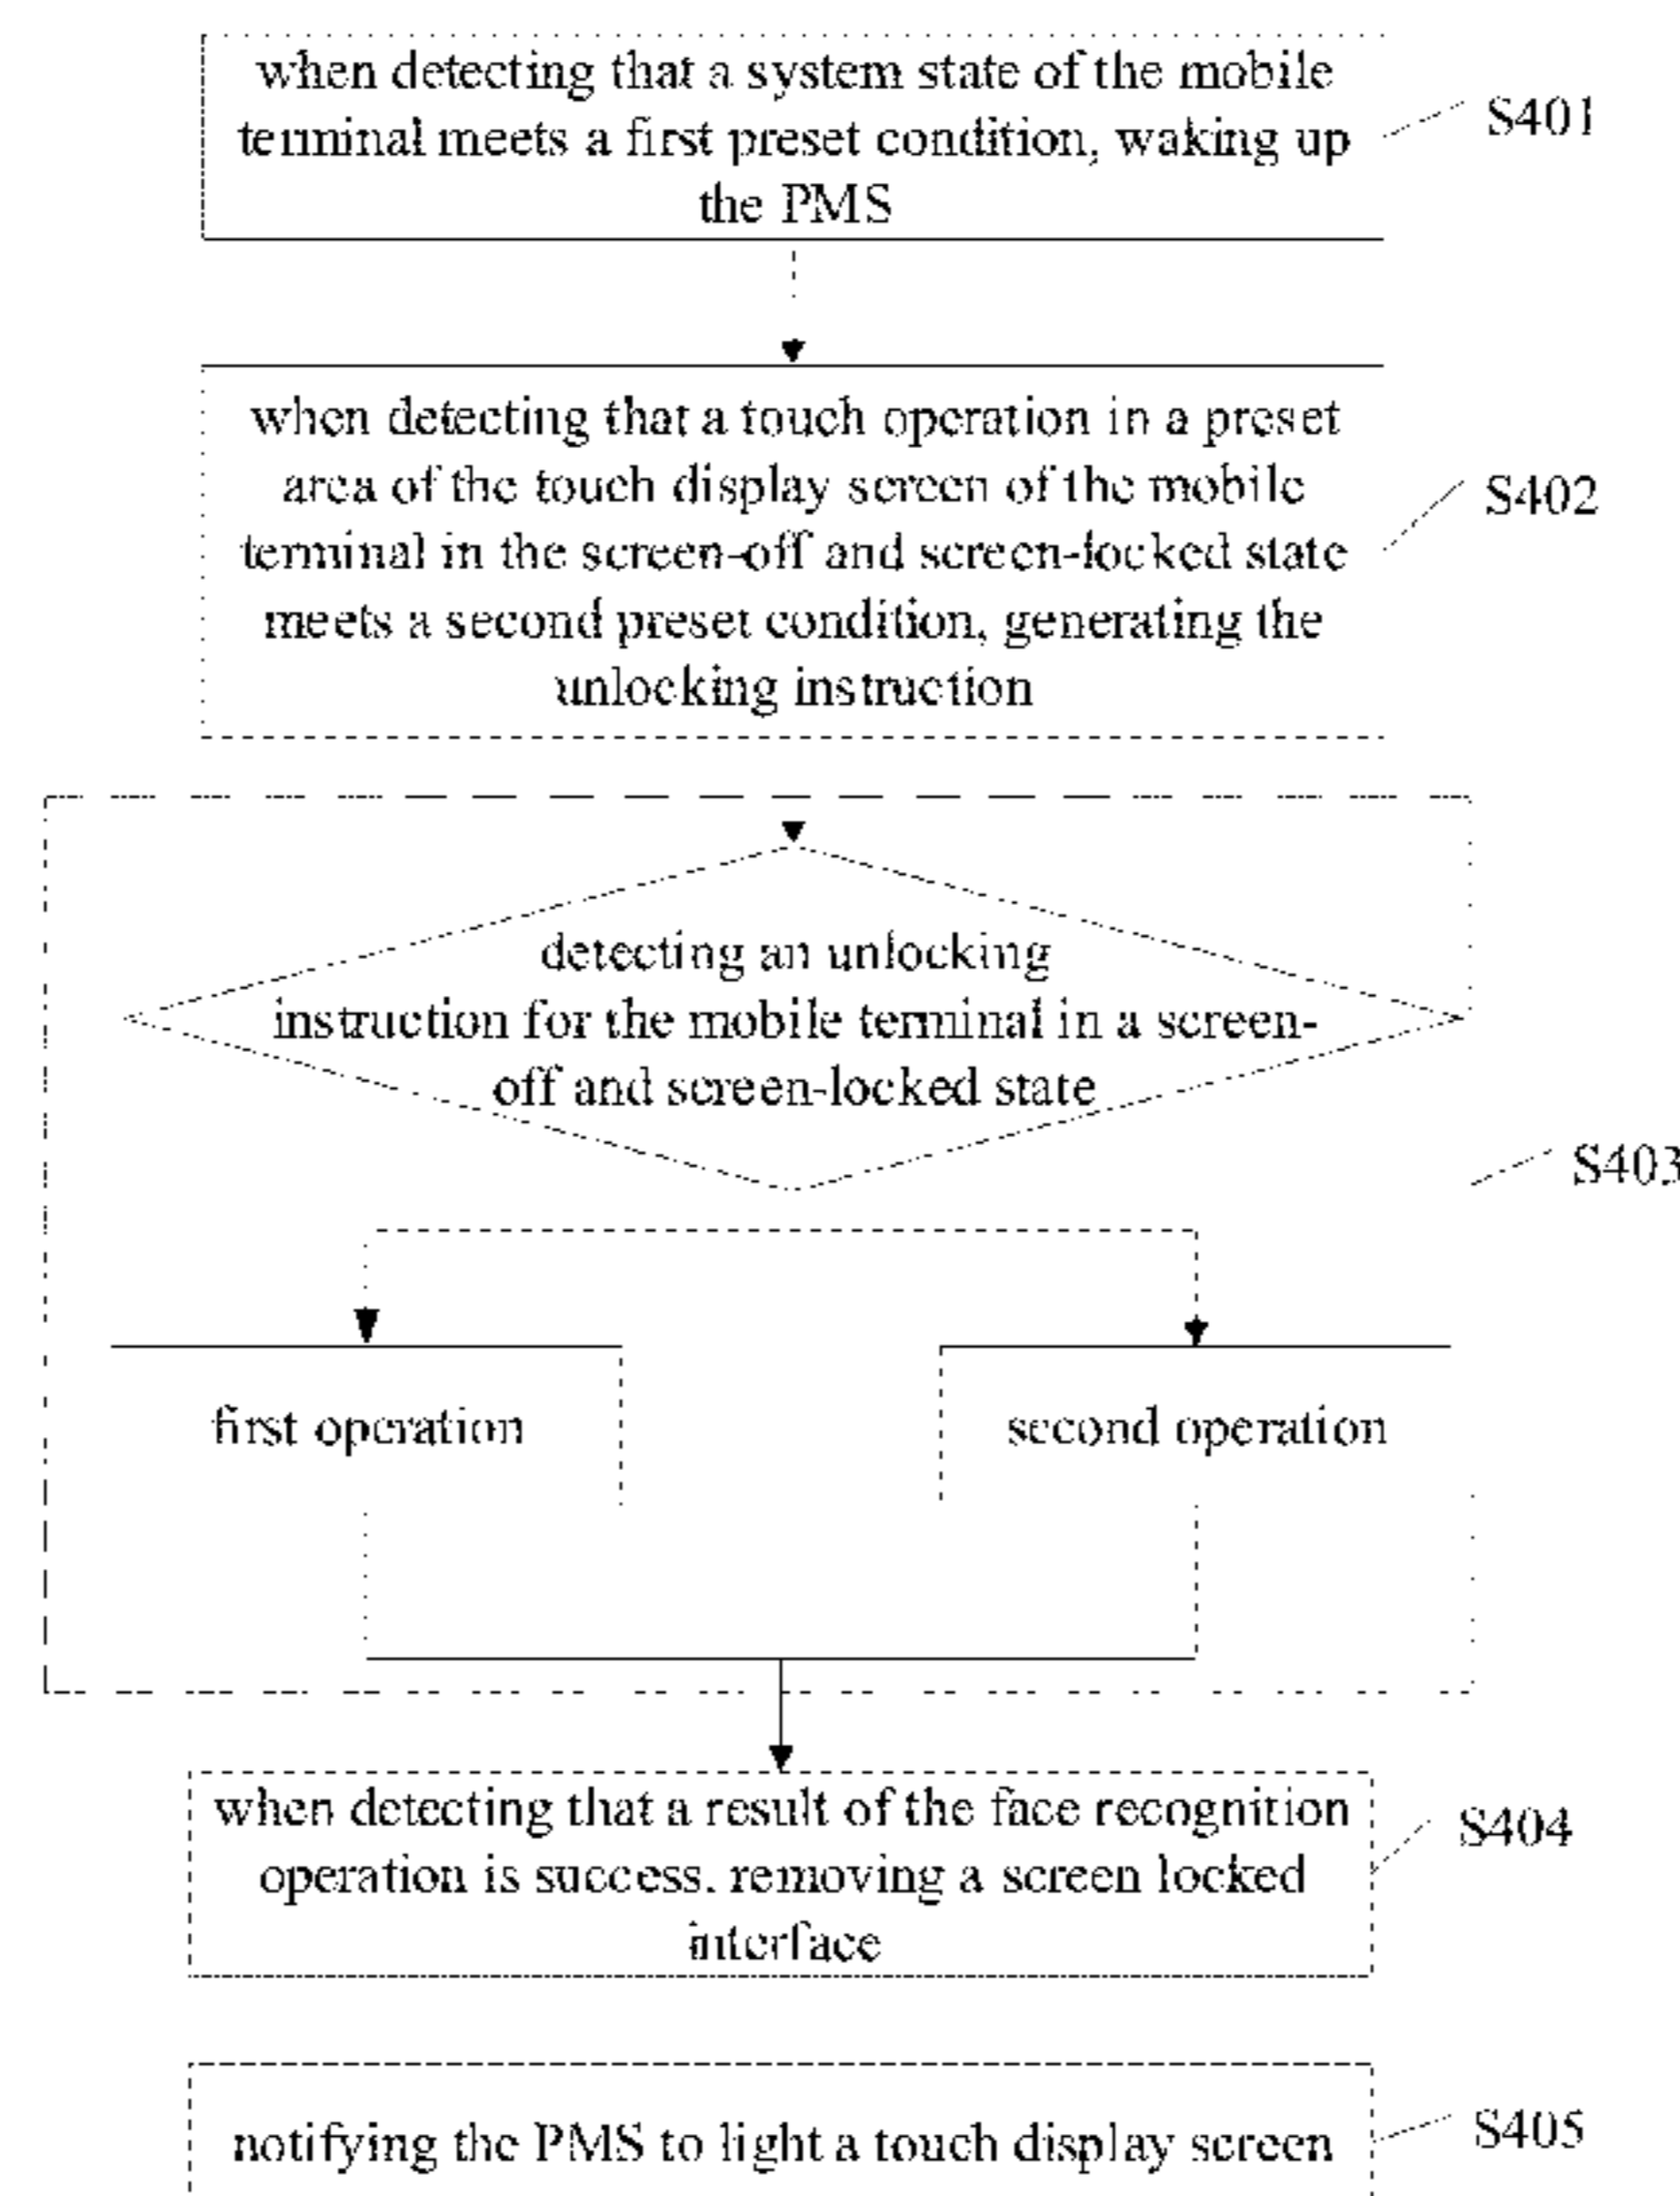 when detecting that a system state of the mobile
terminal meets a first preset condition, waking up
the PMS
S401
when detecting that a touch operation in a preset
area of the touch display screen of the mobile
terminal in the screen-off and screen-locked state
meets a second preset condition, generating the
unlocking instruction
S402
detecting an unlocking
instruction for the mobile terminal in a screen-
off and screen-locked state
S403
first operation
second operation
when detecting that a result of the face recognition
operation is success, removing a screen locked
interface
S404
notifying the PMS to light a touch display screen
S405